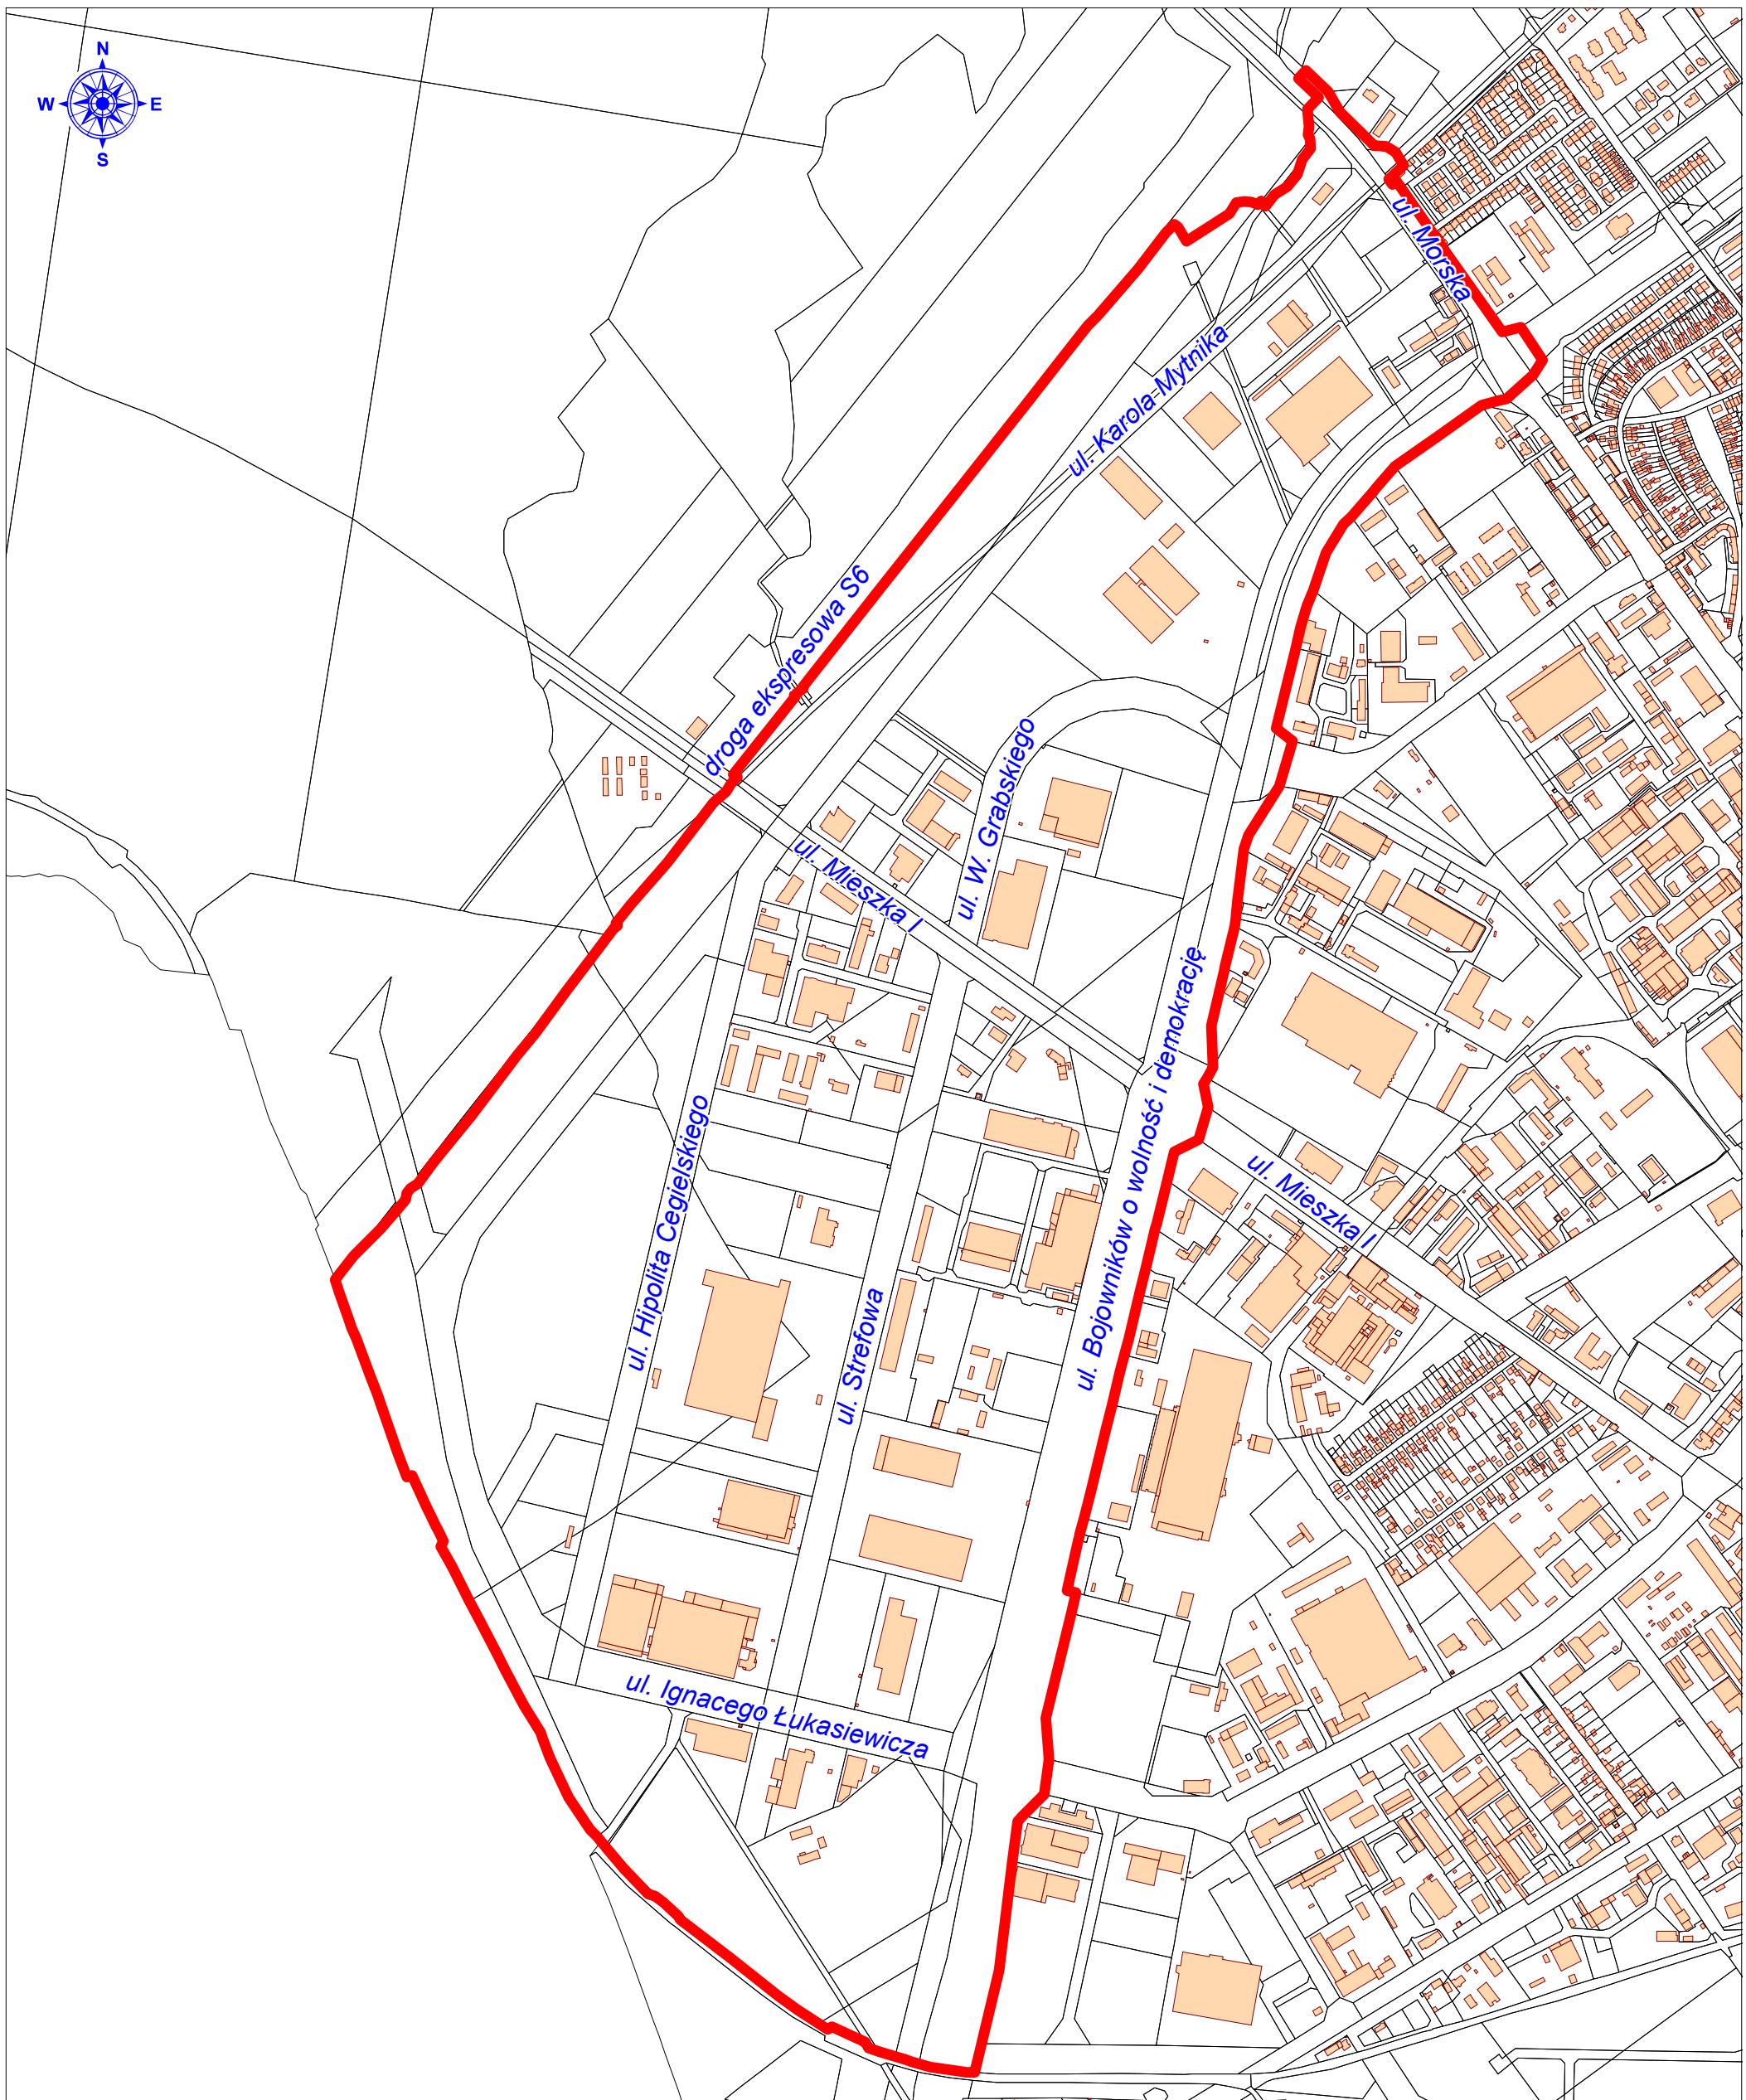 N
W E
S
ul. Morska
ul. Karola Mytnika
droga ekspresowa S6
ul. W. Grabskiego
ul. Mieszka I
ul. Bojowników o wolność i demokrację
ul. Hipolita Cegielskiego
ul. Mieszka I
ul. Strefowa
ul. Ignacego Łukasiewicza